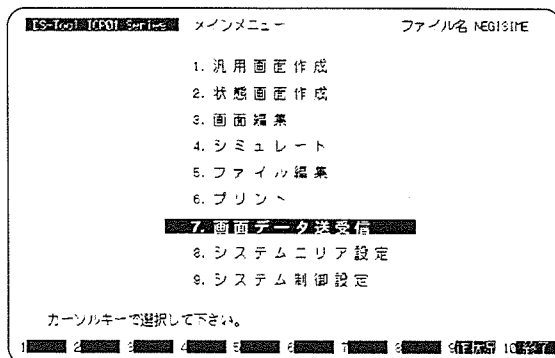 ES-Tool ICP01 Series メインメニュー ファイル名 NEGISIME
1. 汎用画面作成
2. 状態画面作成
3. 画面編集
4. シミュレート
5. ファイル編集
6. プリント
7. 画面データ送受信
8. システムエリア設定
9. システム制御設定
カーソルキーで選択して下さい。
1 2 3 4 5 6 7 8 9 10 終了